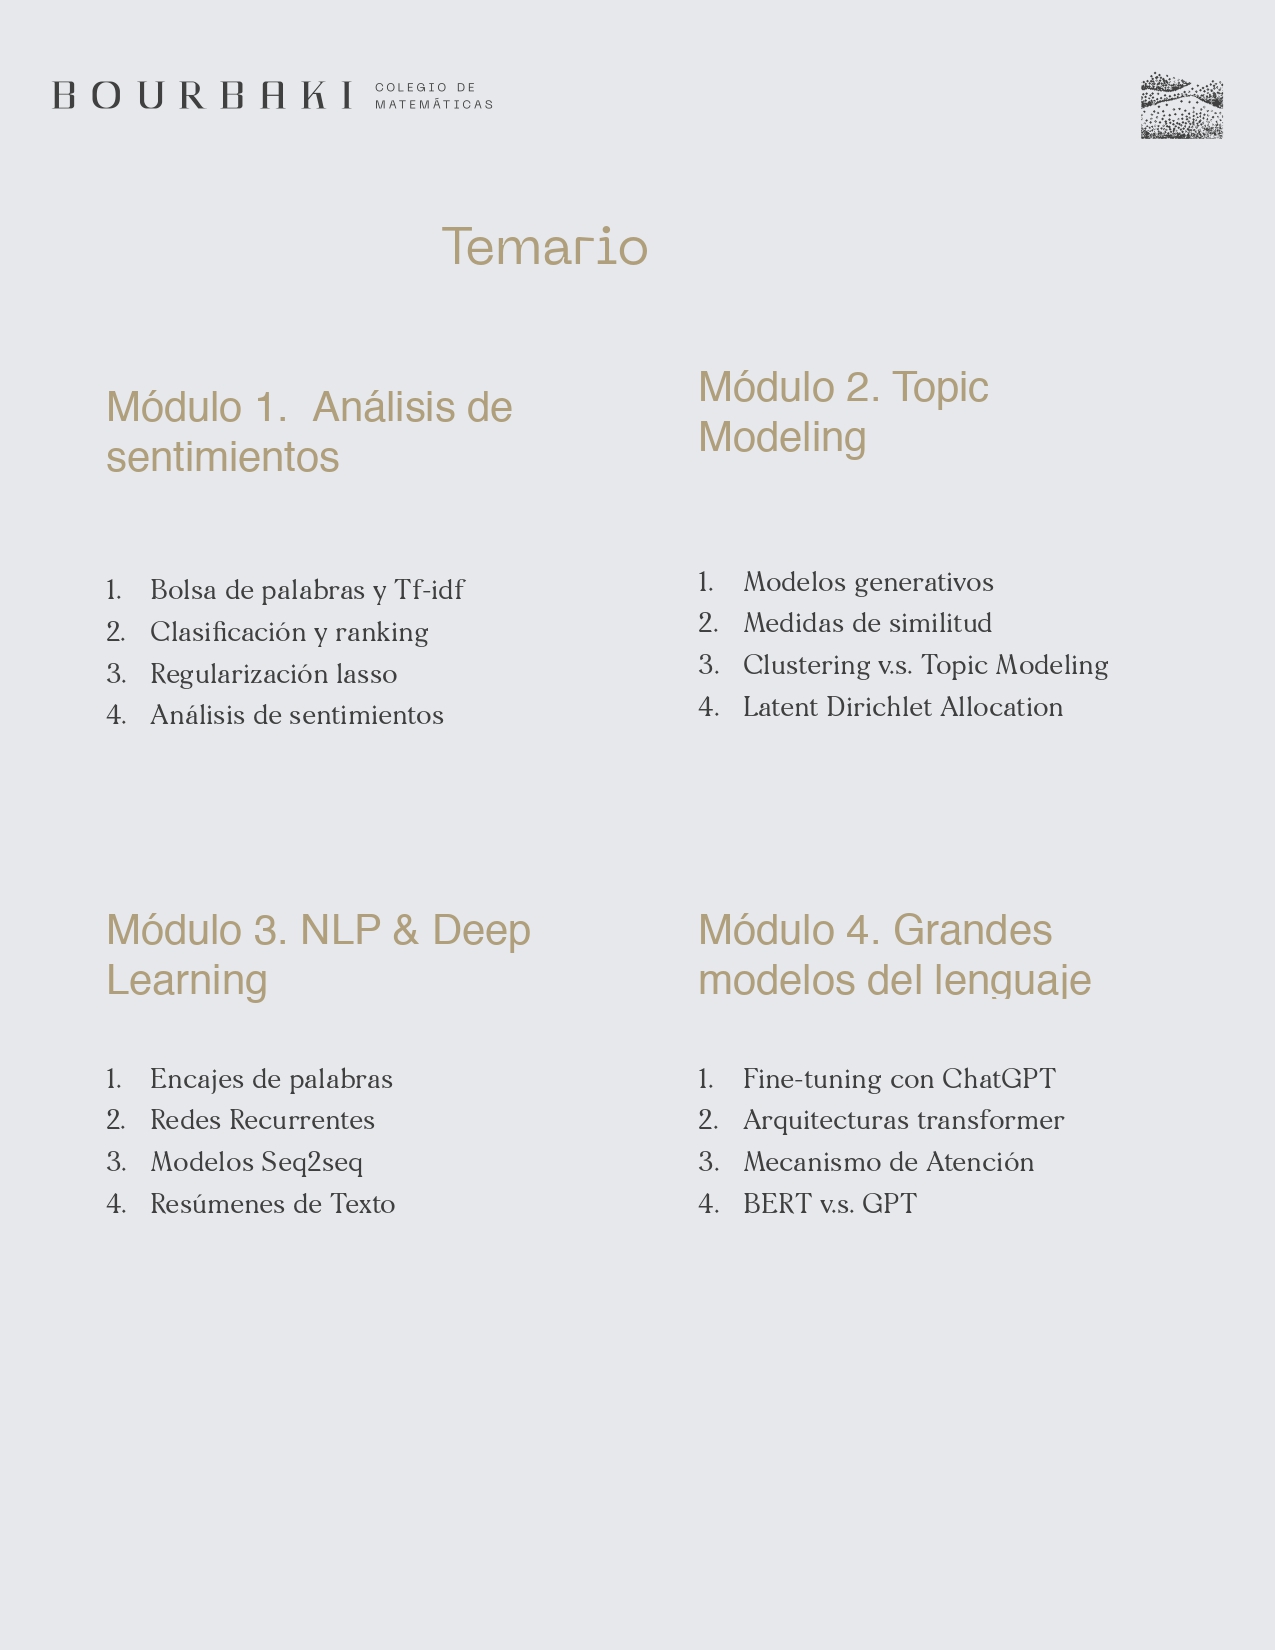 BOURBAKI
COLEGIO DE
MATEMÁTICAS
Temario
Módulo 1. Análisis de
sentimientos
1. Bolsa de palabras y Tf-idf
2. Clasificación y ranking
3. Regularización lasso
4. Análisis de sentimientos
Módulo 2. Topic
Modeling
1. Modelos generativos
2. Medidas de similitud
3. Clustering v.s. Topic Modeling
4. Latent Dirichlet Allocation
Módulo 3. NLP & Deep
Learning
1. Encajes de palabras
2. Redes Recurrentes
3. Modelos Seq2seq
4. Resúmenes de Texto
Módulo 4. Grandes
modelos del lenguaje
1. Fine-tuning con ChatGPT
2. Arquitecturas transformer
3. Mecanismo de Atención
4. BERT v.s. GPT